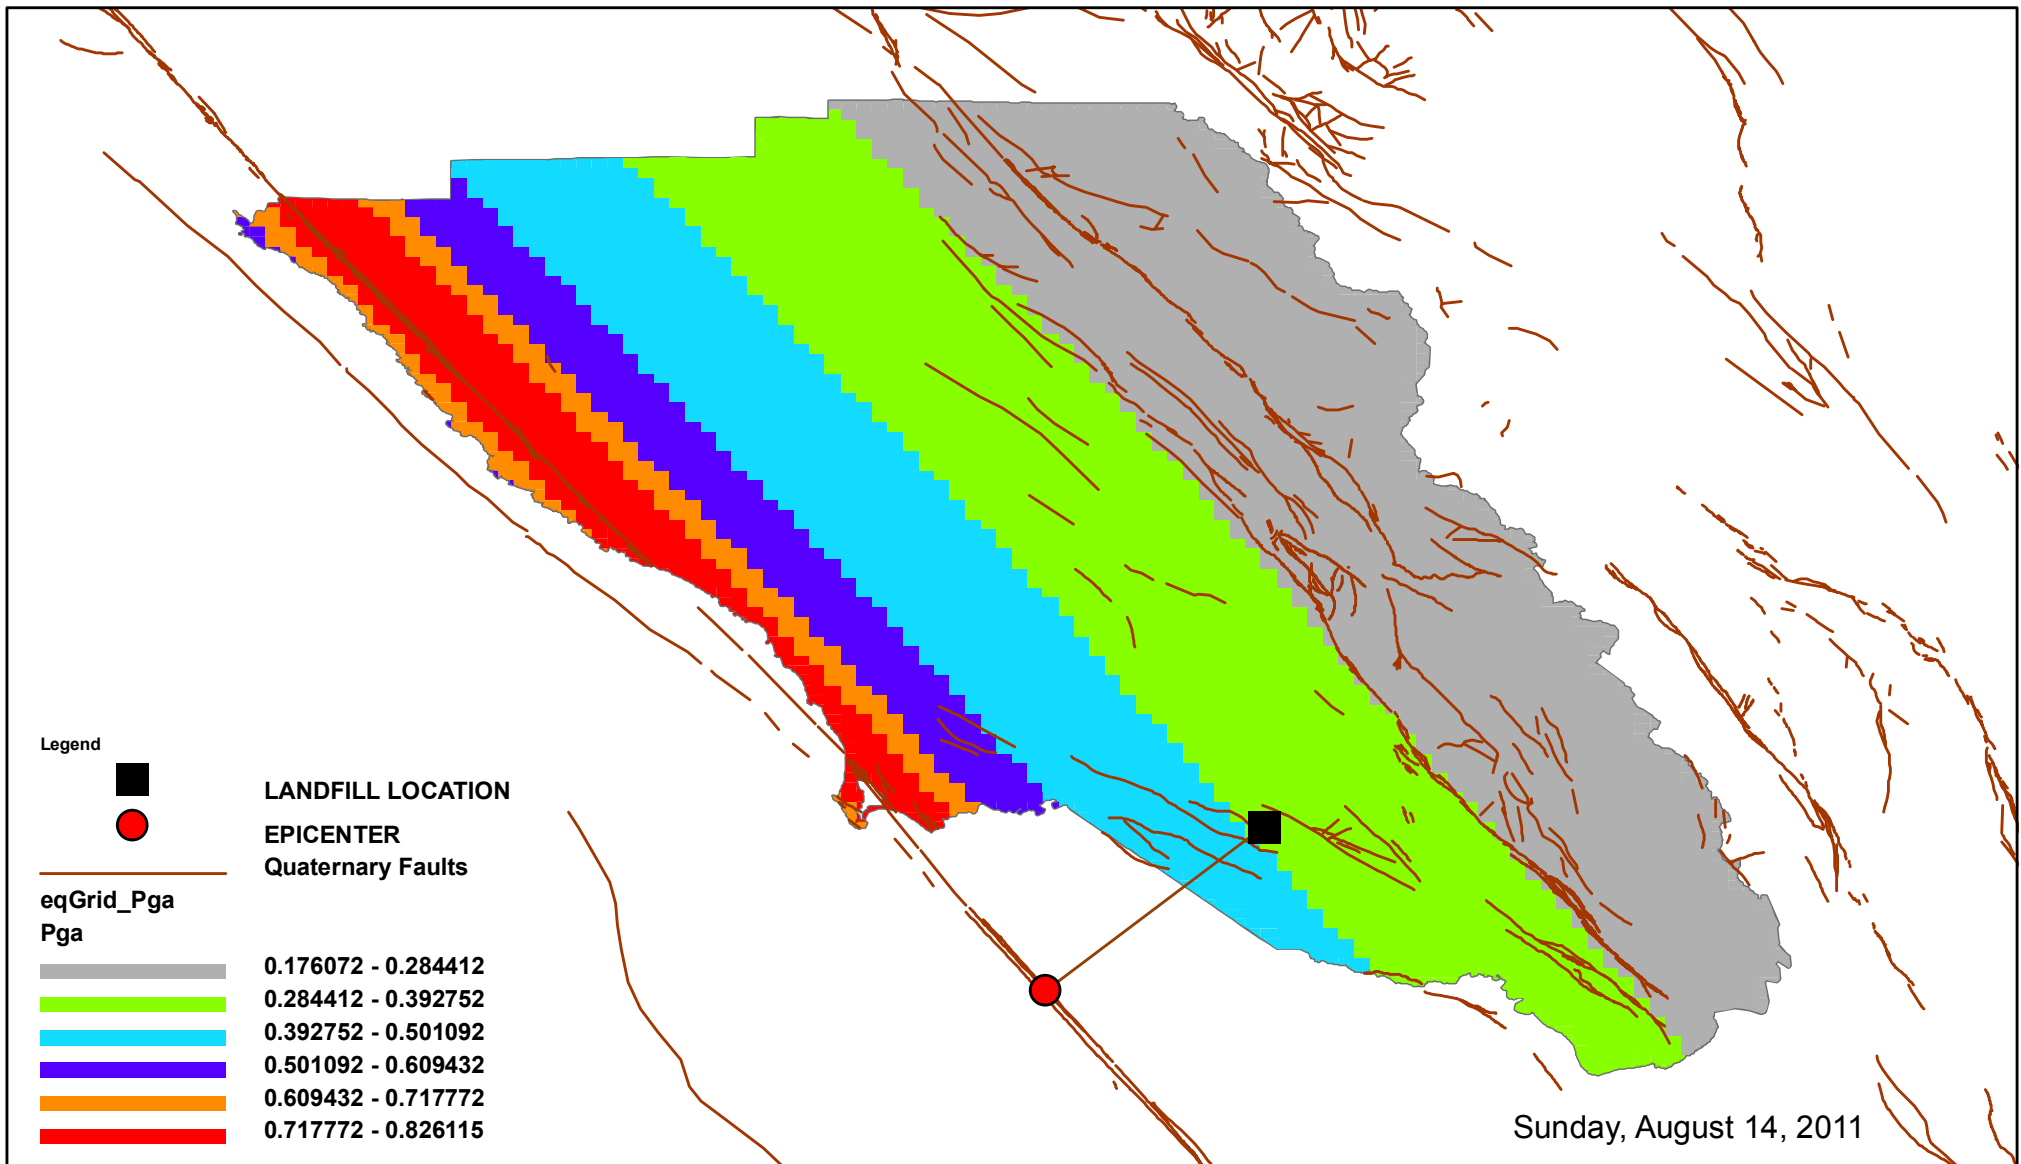 Legend
LANDFILL LOCATION
EPICENTER
Quaternary Faults
eqGrid_Pga
Pga
0.176072 - 0.284412
0.284412 - 0.392752
0.392752 - 0.501092
0.501092 - 0.609432
0.609432 - 0.717772
0.717772 - 0.826115
Sunday, August 14, 2011